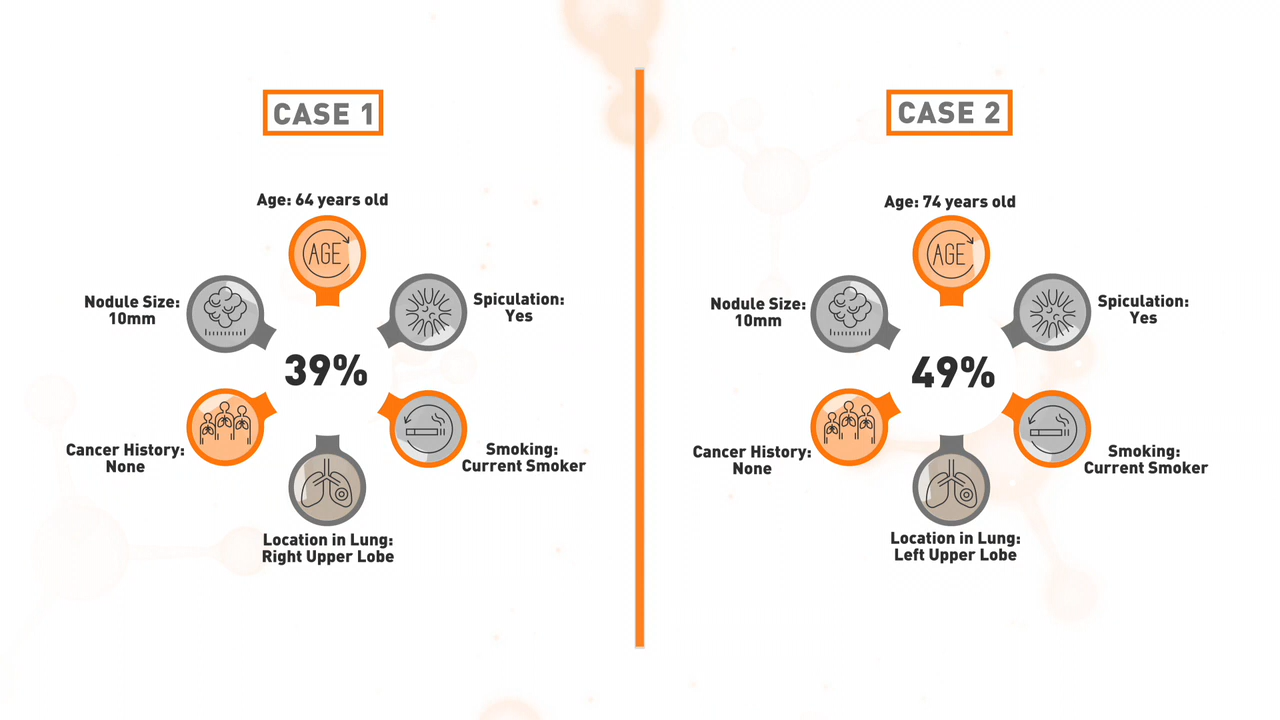 CASE 1
Age: 64 years old
AGE
Nodule Size:
10mm
Spiculation:
Yes
39%
Cancer History:
None
Smoking:
Current Smoker
Location in Lung:
Right Upper Lobe
CASE 2
Age: 74 years old
AGE
Nodule Size:
10mm
Spiculation:
Yes
49%
Cancer History:
None
Smoking:
Current Smoker
Location in Lung:
Left Upper Lobe